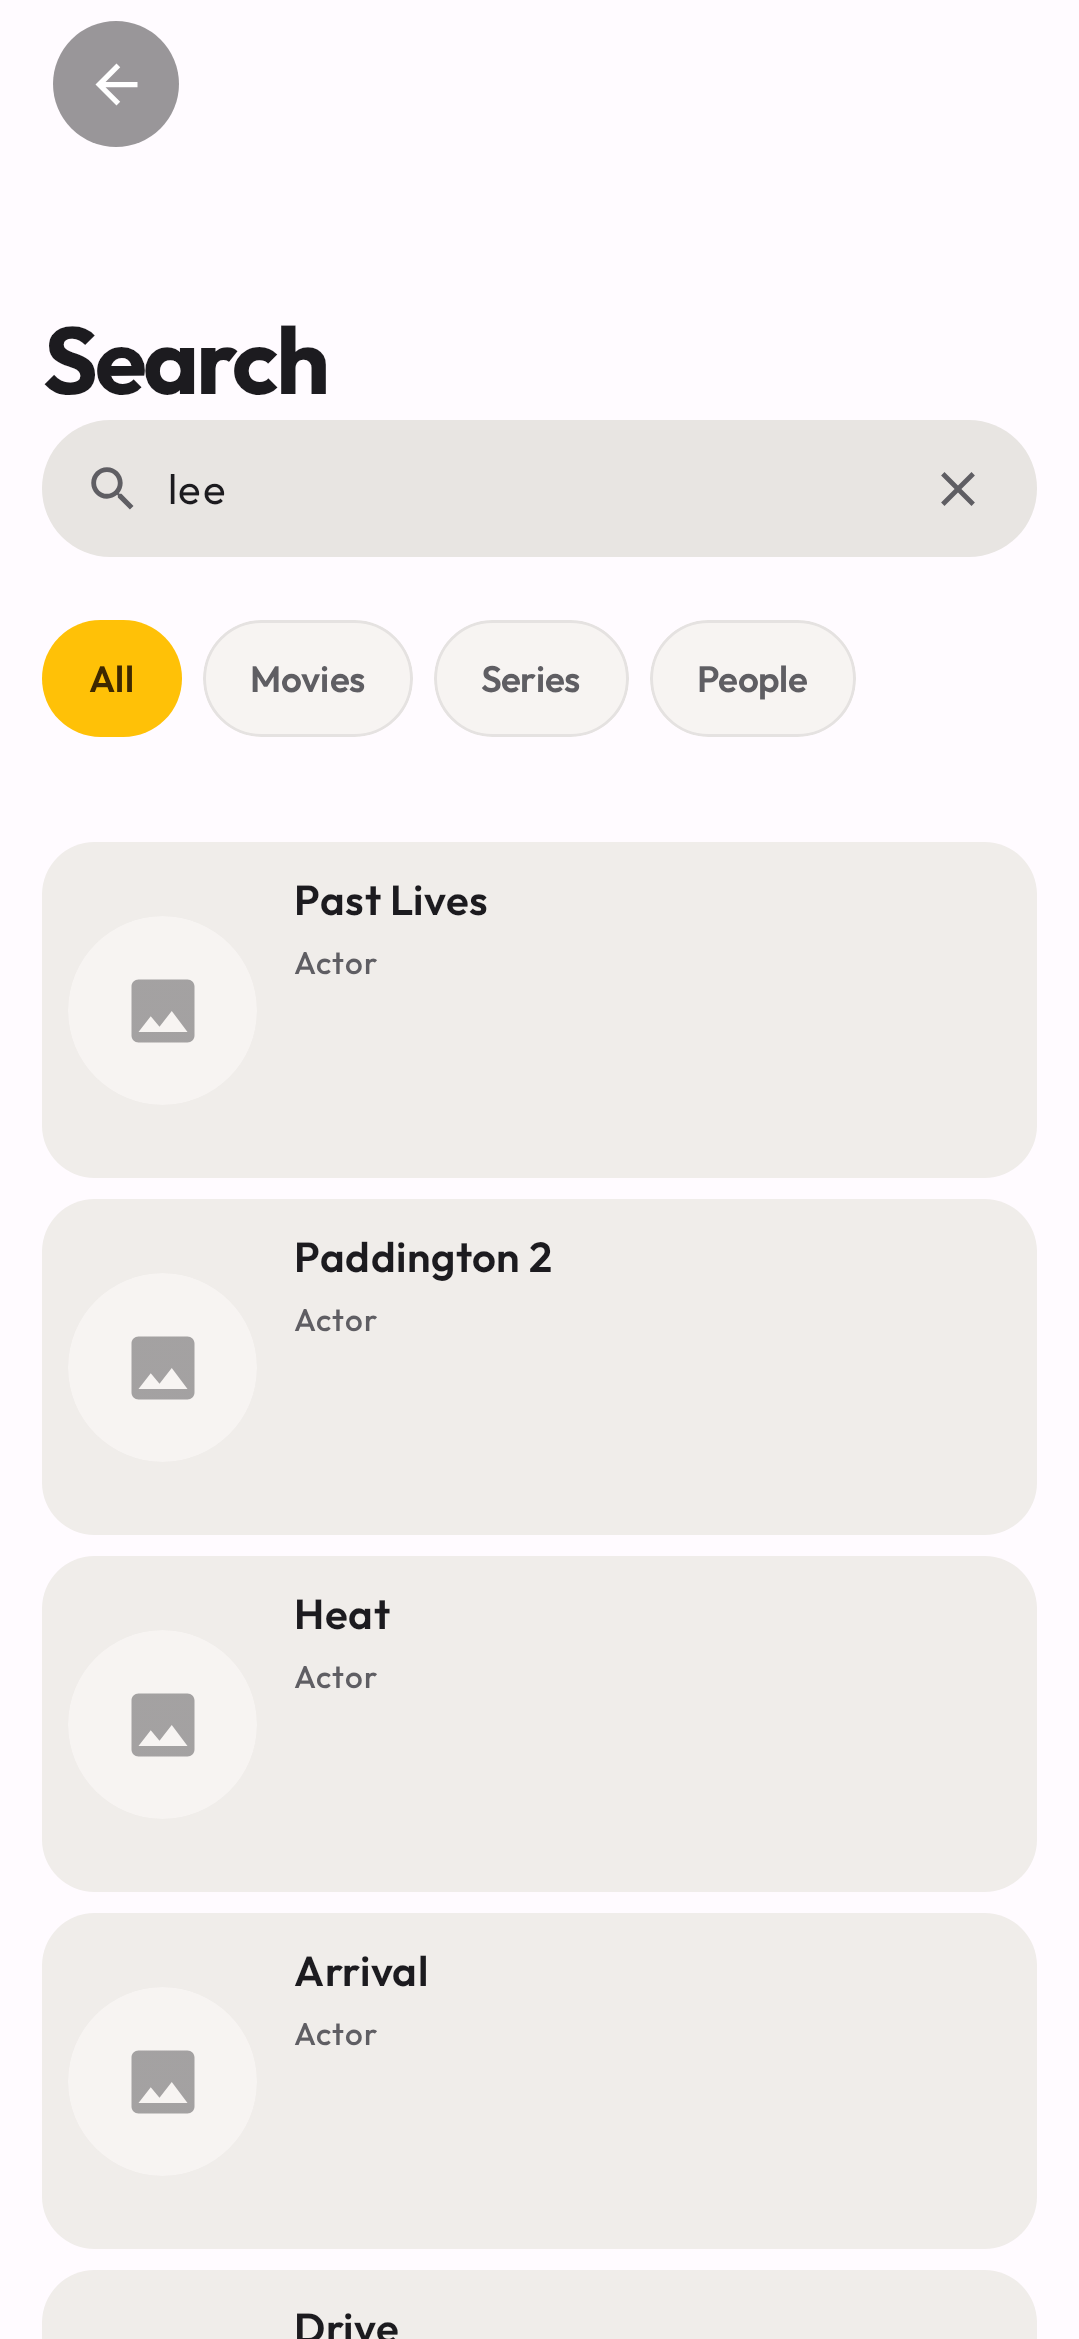 Search
lee
All
Movies
Series
People
Past Lives
Actor
Paddington 2
Actor
Heat
Actor
Arrival
Actor
Drive